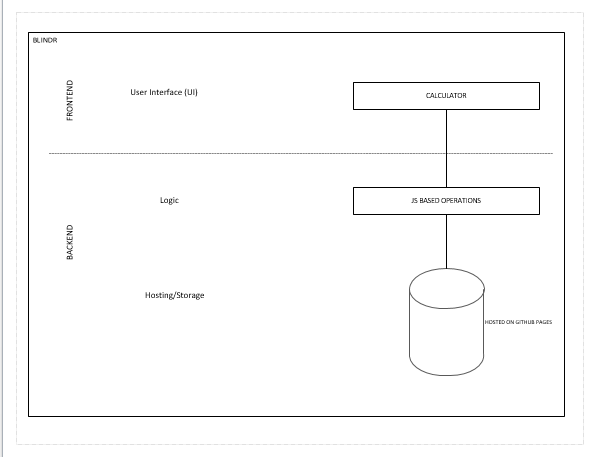 BLINDR
FRONTEND
User Interface (UI)
CALCULATOR
BACKEND
Logic
JS BASED OPERATIONS
Hosting/Storage
HOSTED ON GITHUB PAGES